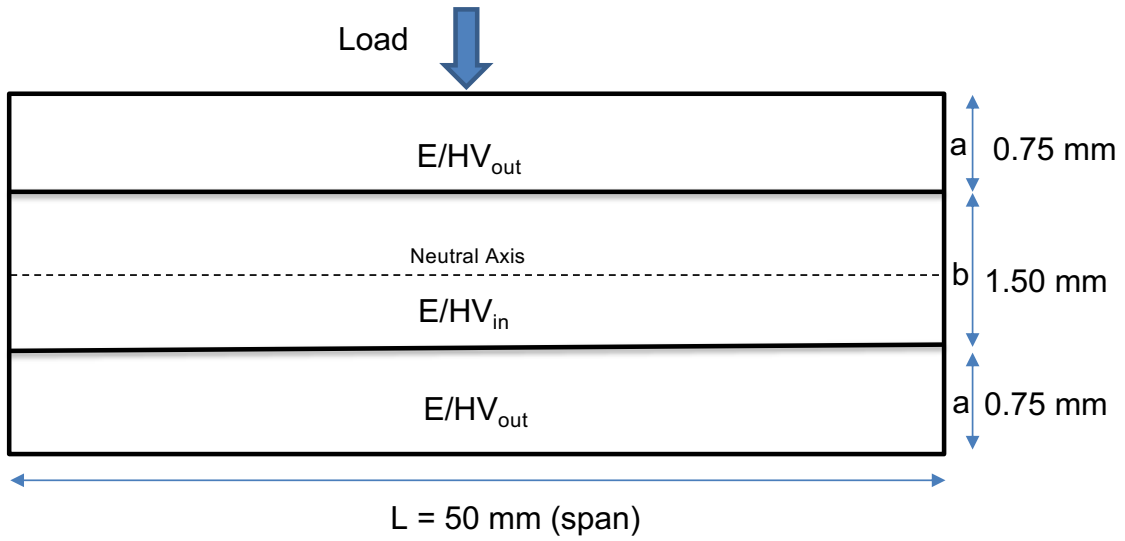 Load
E/HVout
a
0.75 mm
Neutral Axis
b
1.50 mm
E/HVin
E/HVout
a
0.75 mm
L = 50 mm (span)